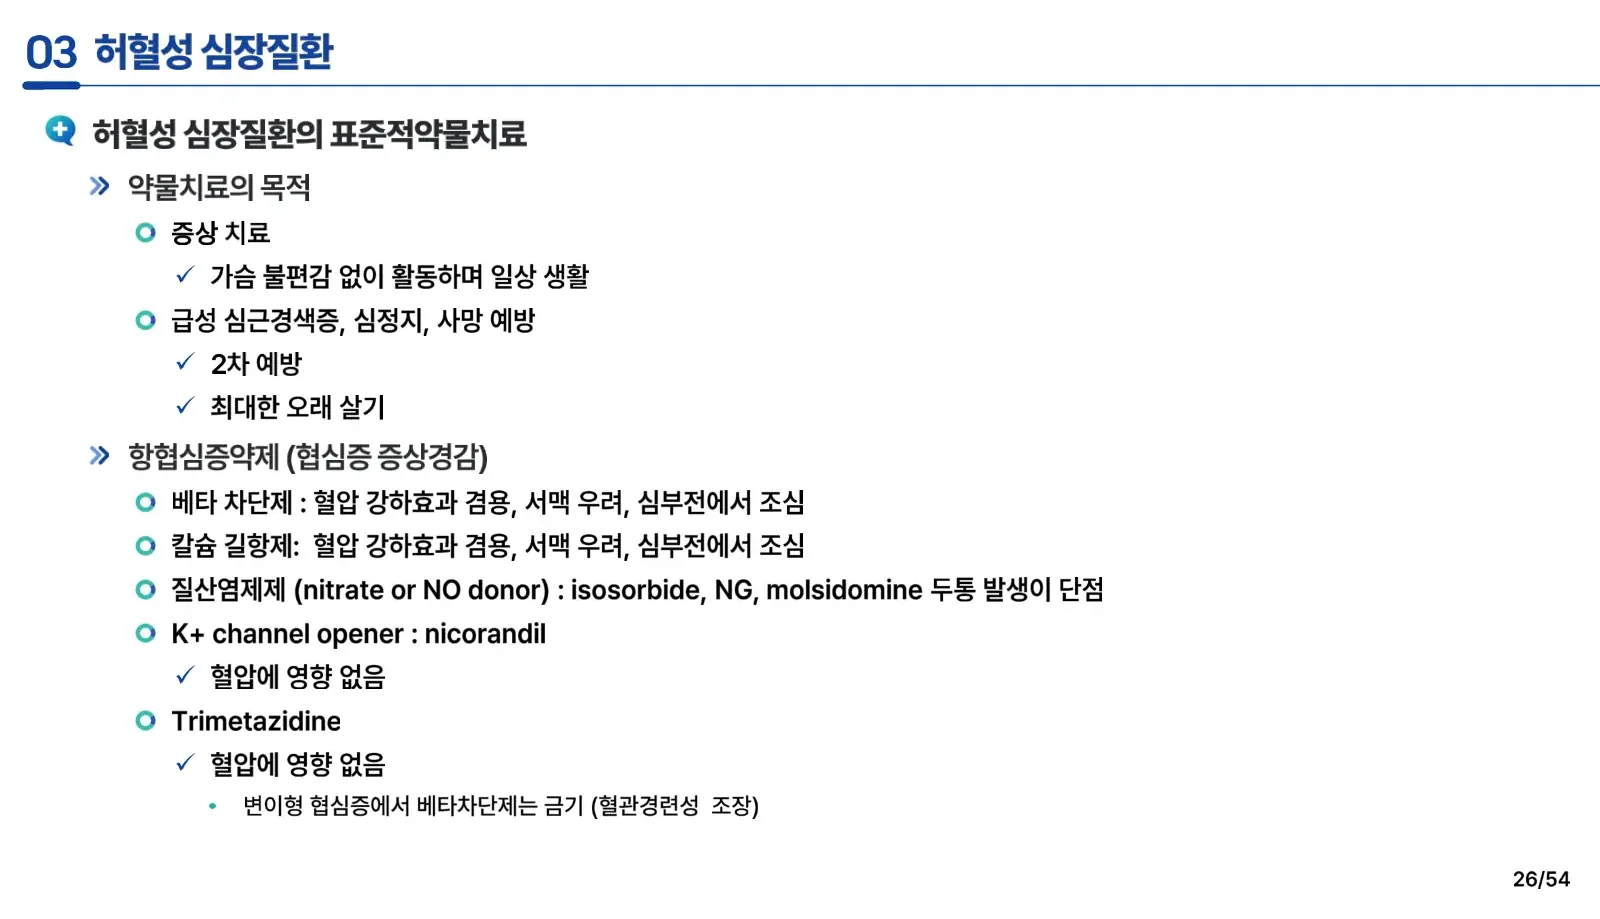 03 허혈성 심장질환
허혈성 심장질환의 표준적약물치료
약물치료의 목적
증상 치료
가슴 불편감 없이 활동하며 일상 생활
급성 심근경색증, 심정지, 사망 예방
2차 예방
최대한 오래 살기
항협심증약제 (협심증 증상경감)
베타 차단제 : 혈압 강하효과 겸용, 서맥 우려, 심부전에서 조심
칼슘 길항제: 혈압 강하효과 겸용, 서맥 우려, 심부전에서 조심
질산염제제 (nitrate or NO donor) : isosorbide, NG, molsidomine 두통 발생이 단점
K+ channel opener : nicorandil
혈압에 영향 없음
Trimetazidine
혈압에 영향 없음
변이형 협심증에서 베타차단제는 금기 (혈관경련성 조장)
26/54